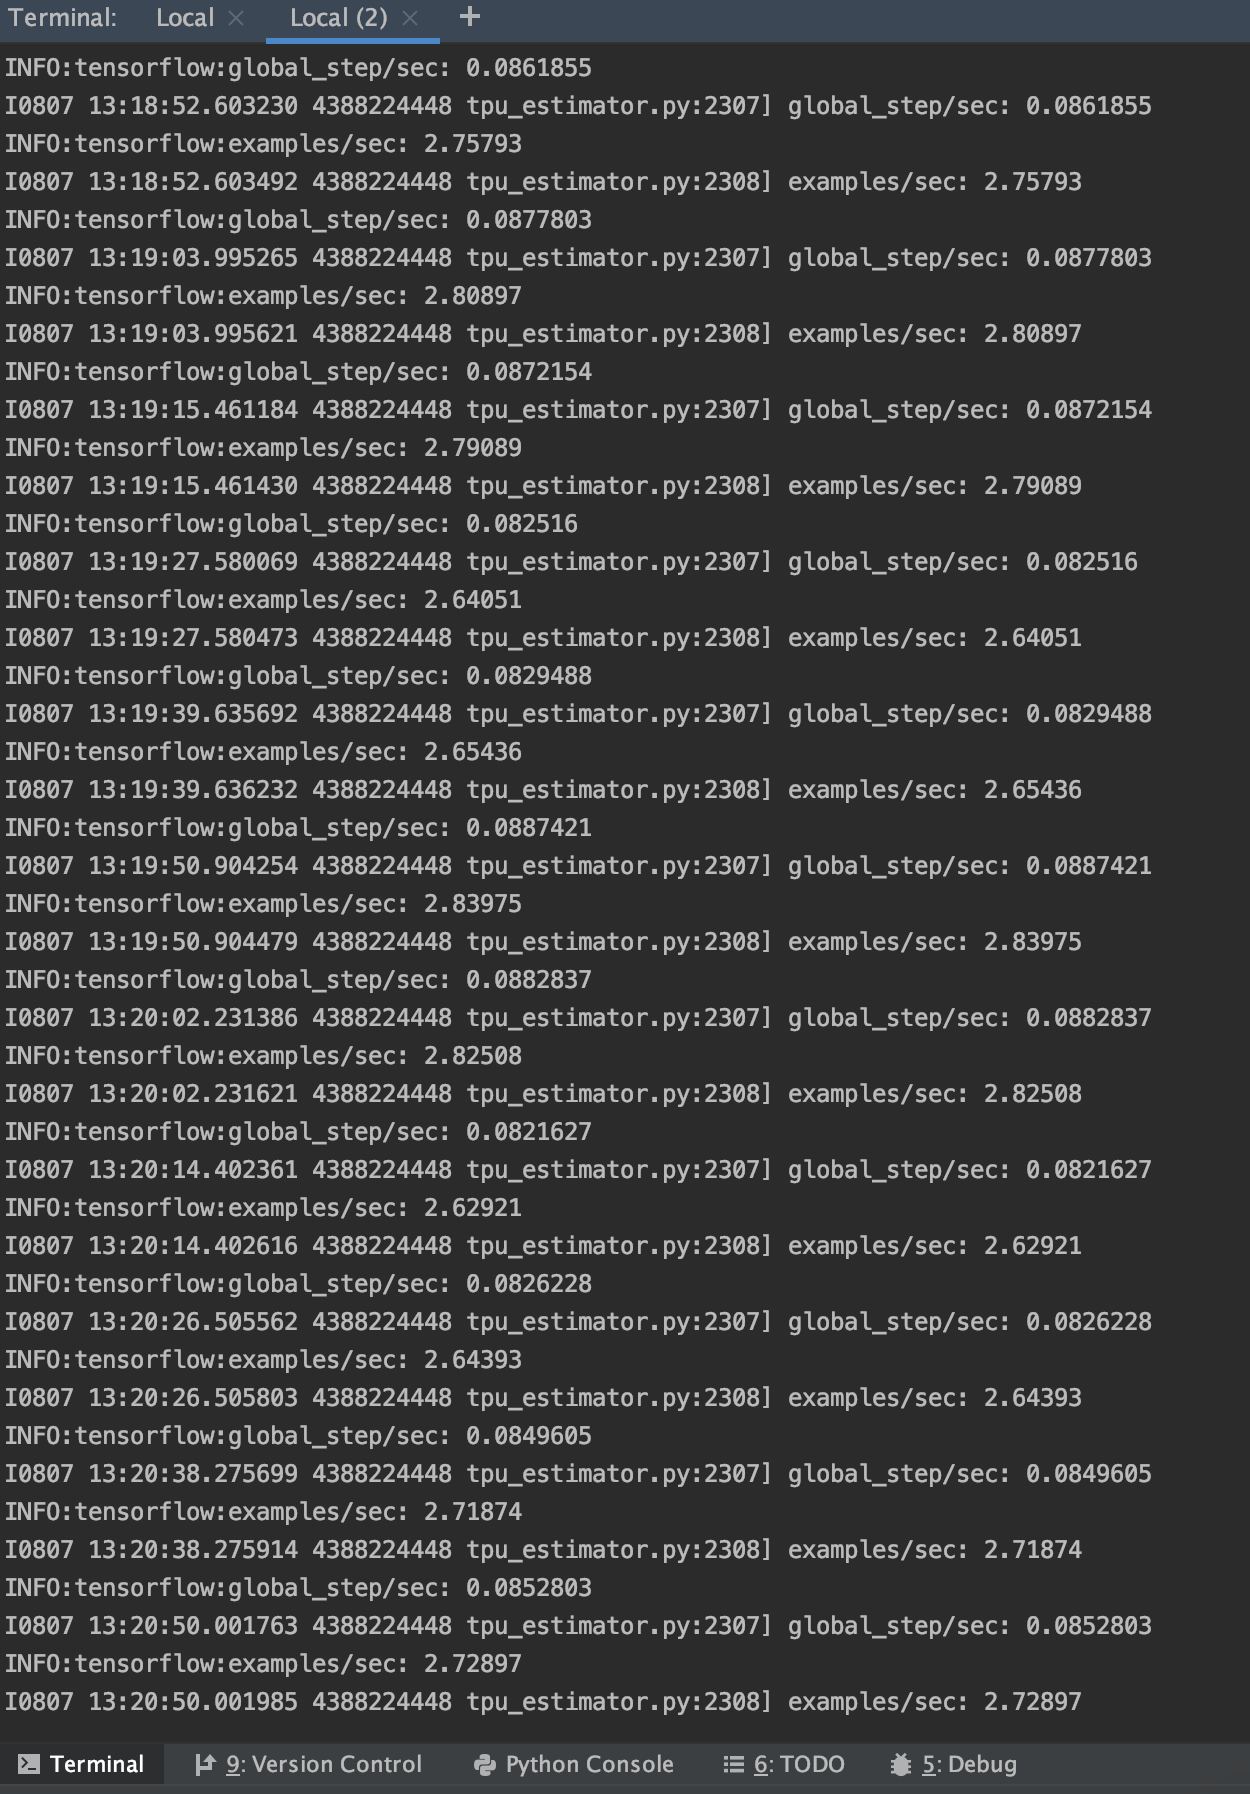 Terminal: Local × Local (2) × +
INFO:tensorflow:global_step/sec: 0.0861855
I0807 13:18:52.603230 4388224448 tpu_estimator.py:2307] global_step/sec: 0.0861855
INFO:tensorflow:examples/sec: 2.75793
I0807 13:18:52.603492 4388224448 tpu_estimator.py:2308] examples/sec: 2.75793
INFO:tensorflow:global_step/sec: 0.0877803
I0807 13:19:03.995265 4388224448 tpu_estimator.py:2307] global_step/sec: 0.0877803
INFO:tensorflow:examples/sec: 2.80897
I0807 13:19:03.995621 4388224448 tpu_estimator.py:2308] examples/sec: 2.80897
INFO:tensorflow:global_step/sec: 0.0872154
I0807 13:19:15.461184 4388224448 tpu_estimator.py:2307] global_step/sec: 0.0872154
INFO:tensorflow:examples/sec: 2.79089
I0807 13:19:15.461430 4388224448 tpu_estimator.py:2308] examples/sec: 2.79089
INFO:tensorflow:global_step/sec: 0.082516
I0807 13:19:27.580069 4388224448 tpu_estimator.py:2307] global_step/sec: 0.082516
INFO:tensorflow:examples/sec: 2.64051
I0807 13:19:27.580473 4388224448 tpu_estimator.py:2308] examples/sec: 2.64051
INFO:tensorflow:global_step/sec: 0.0829488
I0807 13:19:39.635692 4388224448 tpu_estimator.py:2307] global_step/sec: 0.0829488
INFO:tensorflow:examples/sec: 2.65436
I0807 13:19:39.636232 4388224448 tpu_estimator.py:2308] examples/sec: 2.65436
INFO:tensorflow:global_step/sec: 0.0887421
I0807 13:19:50.904254 4388224448 tpu_estimator.py:2307] global_step/sec: 0.0887421
INFO:tensorflow:examples/sec: 2.83975
I0807 13:19:50.904479 4388224448 tpu_estimator.py:2308] examples/sec: 2.83975
INFO:tensorflow:global_step/sec: 0.0882837
I0807 13:20:02.231386 4388224448 tpu_estimator.py:2307] global_step/sec: 0.0882837
INFO:tensorflow:examples/sec: 2.82508
I0807 13:20:02.231621 4388224448 tpu_estimator.py:2308] examples/sec: 2.82508
INFO:tensorflow:global_step/sec: 0.0821627
I0807 13:20:14.402361 4388224448 tpu_estimator.py:2307] global_step/sec: 0.0821627
INFO:tensorflow:examples/sec: 2.62921
I0807 13:20:14.402616 4388224448 tpu_estimator.py:2308] examples/sec: 2.62921
INFO:tensorflow:global_step/sec: 0.0826228
I0807 13:20:26.505562 4388224448 tpu_estimator.py:2307] global_step/sec: 0.0826228
INFO:tensorflow:examples/sec: 2.64393
I0807 13:20:26.505803 4388224448 tpu_estimator.py:2308] examples/sec: 2.64393
INFO:tensorflow:global_step/sec: 0.0849605
I0807 13:20:38.275699 4388224448 tpu_estimator.py:2307] global_step/sec: 0.0849605
INFO:tensorflow:examples/sec: 2.71874
I0807 13:20:38.275914 4388224448 tpu_estimator.py:2308] examples/sec: 2.71874
INFO:tensorflow:global_step/sec: 0.0852803
I0807 13:20:50.001763 4388224448 tpu_estimator.py:2307] global_step/sec: 0.0852803
INFO:tensorflow:examples/sec: 2.72897
I0807 13:20:50.001985 4388224448 tpu_estimator.py:2308] examples/sec: 2.72897
Terminal 9: Version Control Python Console 6: TODO 5: Debug